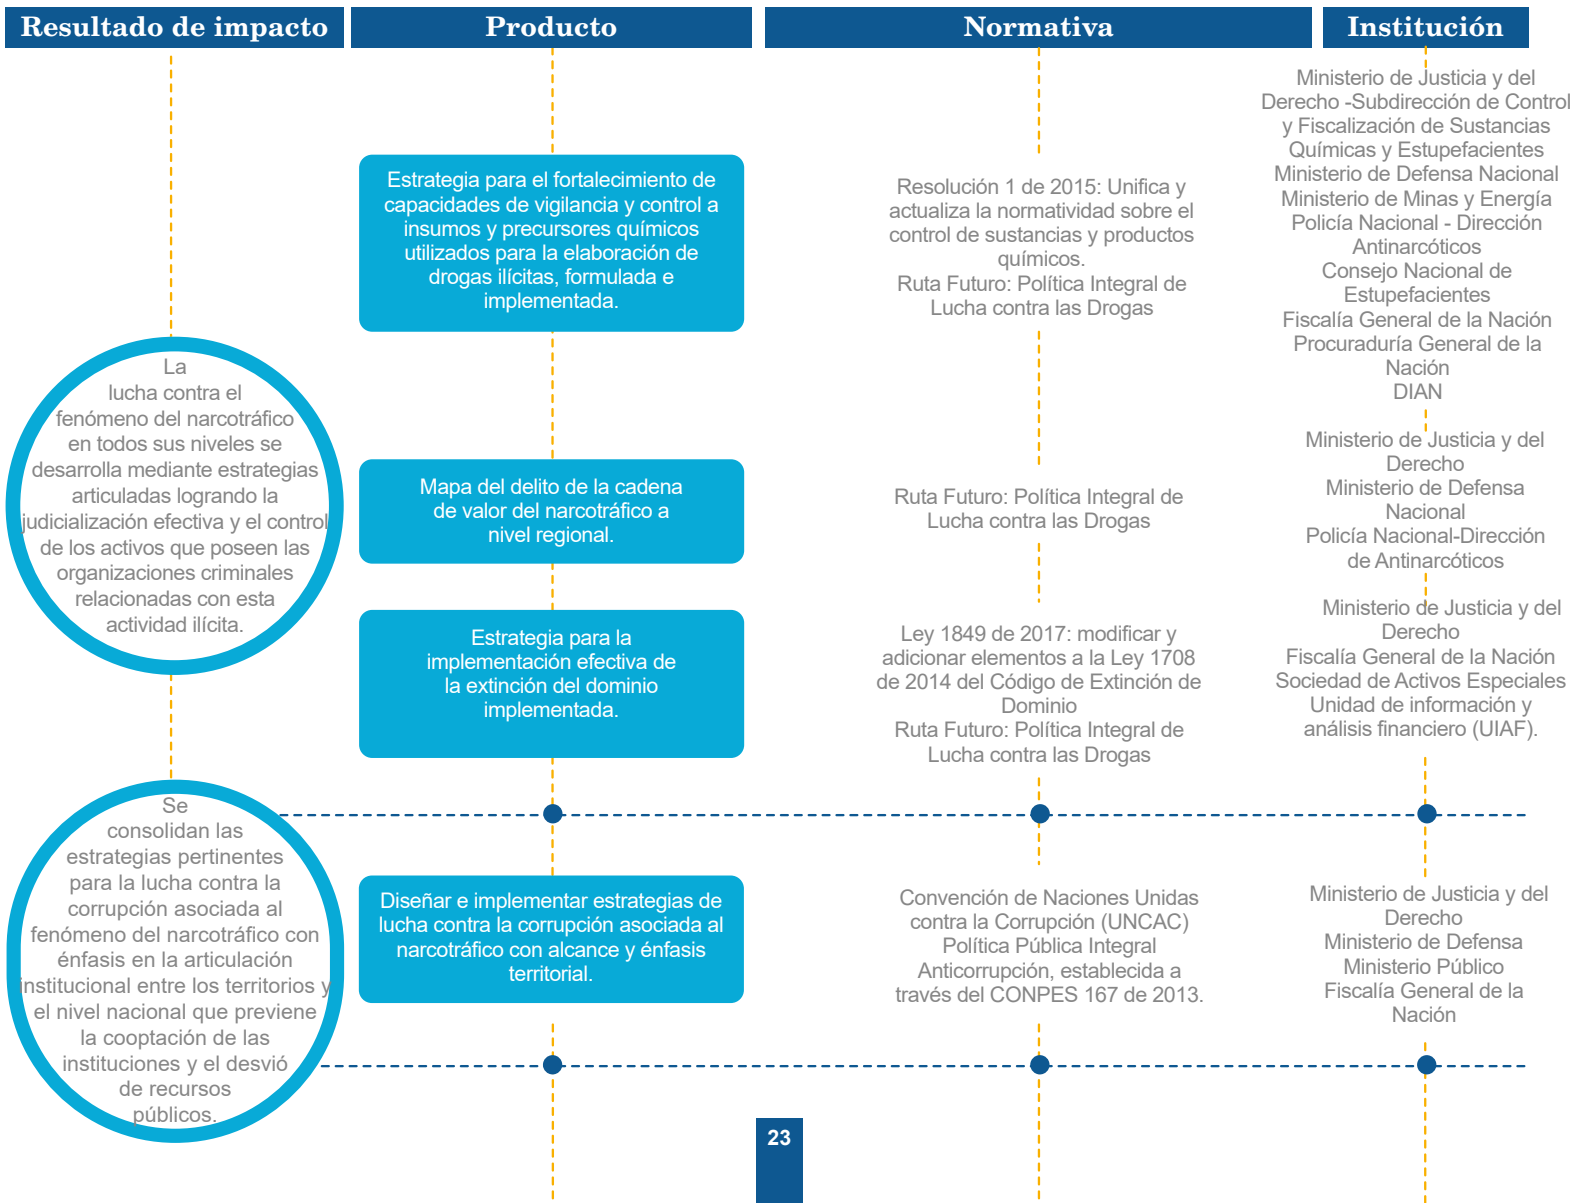 Resultado de impacto
Producto
Normativa
Institución
La
lucha contra el
fenómeno del narcotráfico
en todos sus niveles se
desarrolla mediante estrategias
articuladas logrando la
judicialización efectiva y el control
de los activos que poseen las
organizaciones criminales
relacionadas con esta
actividad ilícita.
Estrategia para el fortalecimiento de
capacidades de vigilancia y control a
insumos y precursores químicos
utilizados para la elaboración de
drogas ilícitas, formulada e
implementada.
Resolución 1 de 2015: Unifica y
actualiza la normatividad sobre el
control de sustancias y productos
químicos.
Ruta Futuro: Política Integral de
Lucha contra las Drogas
Ministerio de Justicia y del
Derecho -Subdirección de Control
y Fiscalización de Sustancias
Químicas y Estupefacientes
Ministerio de Defensa Nacional
Ministerio de Minas y Energía
Policía Nacional - Dirección
Antinarcóticos
Consejo Nacional de
Estupefacientes
Fiscalía General de la Nación
Procuraduría General de la
Nación
DIAN
Mapa del delito de la cadena
de valor del narcotráfico a
nivel regional.
Ruta Futuro: Política Integral de
Lucha contra las Drogas
Ministerio de Justicia y del
Derecho
Ministerio de Defensa
Nacional
Policía Nacional-Dirección
de Antinarcóticos
Estrategia para la
implementación efectiva de
la extinción del dominio
implementada.
Ley 1849 de 2017: modificar y
adicionar elementos a la Ley 1708
de 2014 del Código de Extinción de
Dominio
Ruta Futuro: Política Integral de
Lucha contra las Drogas
Ministerio de Justicia y del
Derecho
Fiscalía General de la Nación
Sociedad de Activos Especiales
Unidad de información y
análisis financiero (UIAF).
Se
consolidan las
estrategias pertinentes
para la lucha contra la
corrupción asociada al
fenómeno del narcotráfico con
énfasis en la articulación
institucional entre los territorios y
el nivel nacional que previene
la cooptación de las
instituciones y el desvió
de recursos
públicos.
Diseñar e implementar estrategias de
lucha contra la corrupción asociada al
narcotráfico con alcance y énfasis
territorial.
Convención de Naciones Unidas
contra la Corrupción (UNCAC)
Política Pública Integral
Anticorrupción, establecida a
través del CONPES 167 de 2013.
Ministerio de Justicia y del
Derecho
Ministerio de Defensa
Ministerio Público
Fiscalía General de la
Nación
23